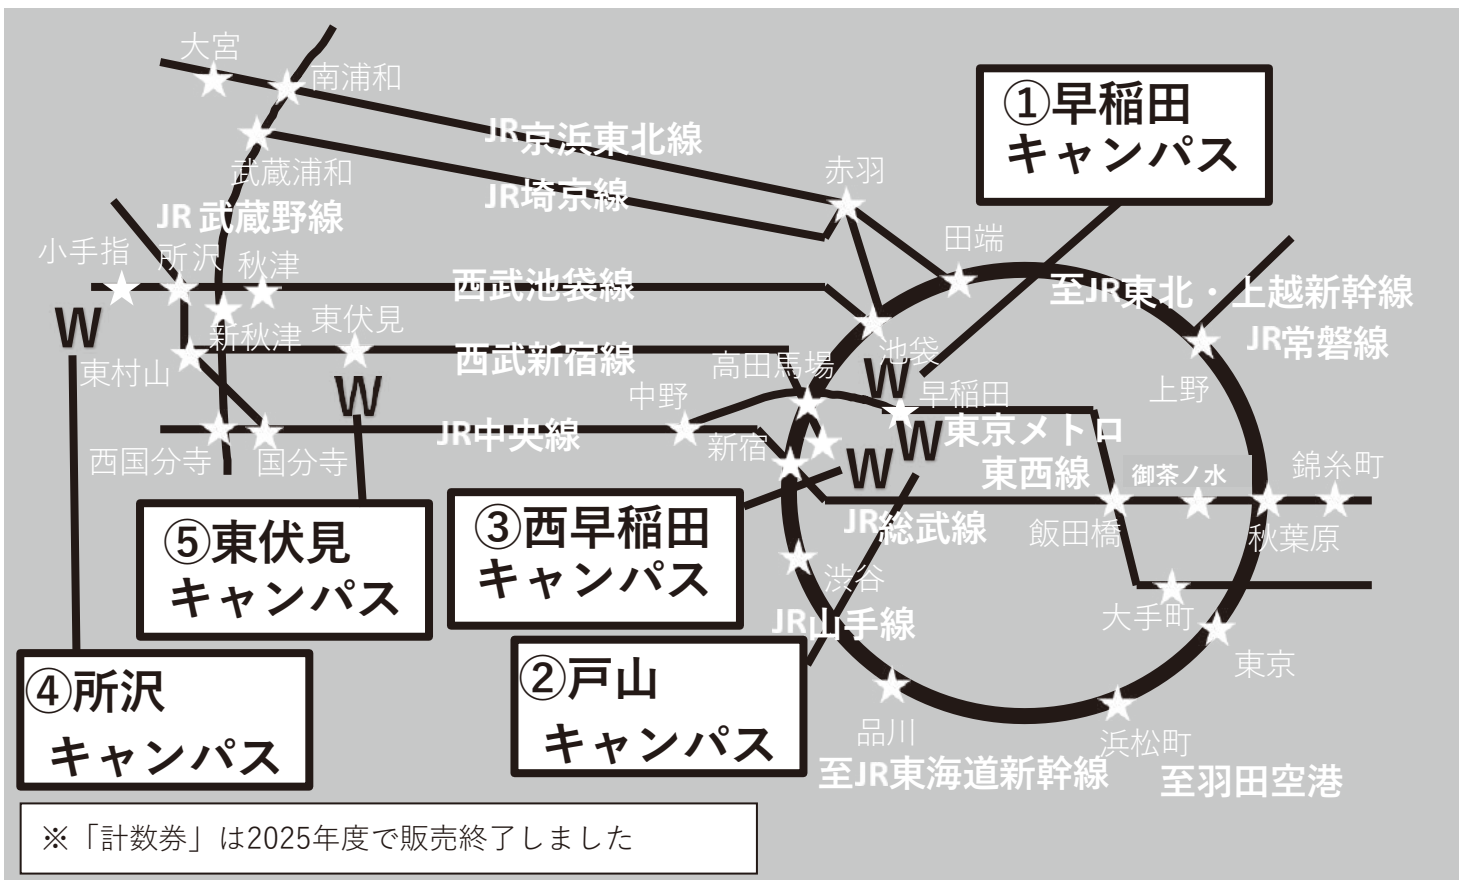 大宮
南浦和
①早稲田
キャンパス
JR京浜東北線
武蔵浦和
赤羽
JR埼京線
JR 武蔵野線
田端
小手指
所沢
秋津
西武池袋線
至JR東北・上越新幹線
W
新秋津
東伏見
JR常磐線
東村山
西武新宿線
高田馬場
池袋
W
上野
W
中野
早稲田
西国分寺
国分寺
JR中央線
新宿
W
W
東京メトロ
東西線
御茶ノ水
錦糸町
⑤東伏見
キャンパス
③西早稲田
キャンパス
JR総武線
飯田橋
秋葉原
渋谷
JR山手線
大手町
東京
④所沢
キャンパス
②戸山
キャンパス
品川
浜松町
至JR東海道新幹線
至羽田空港
※「計数券」は2025年度で販売終了しました